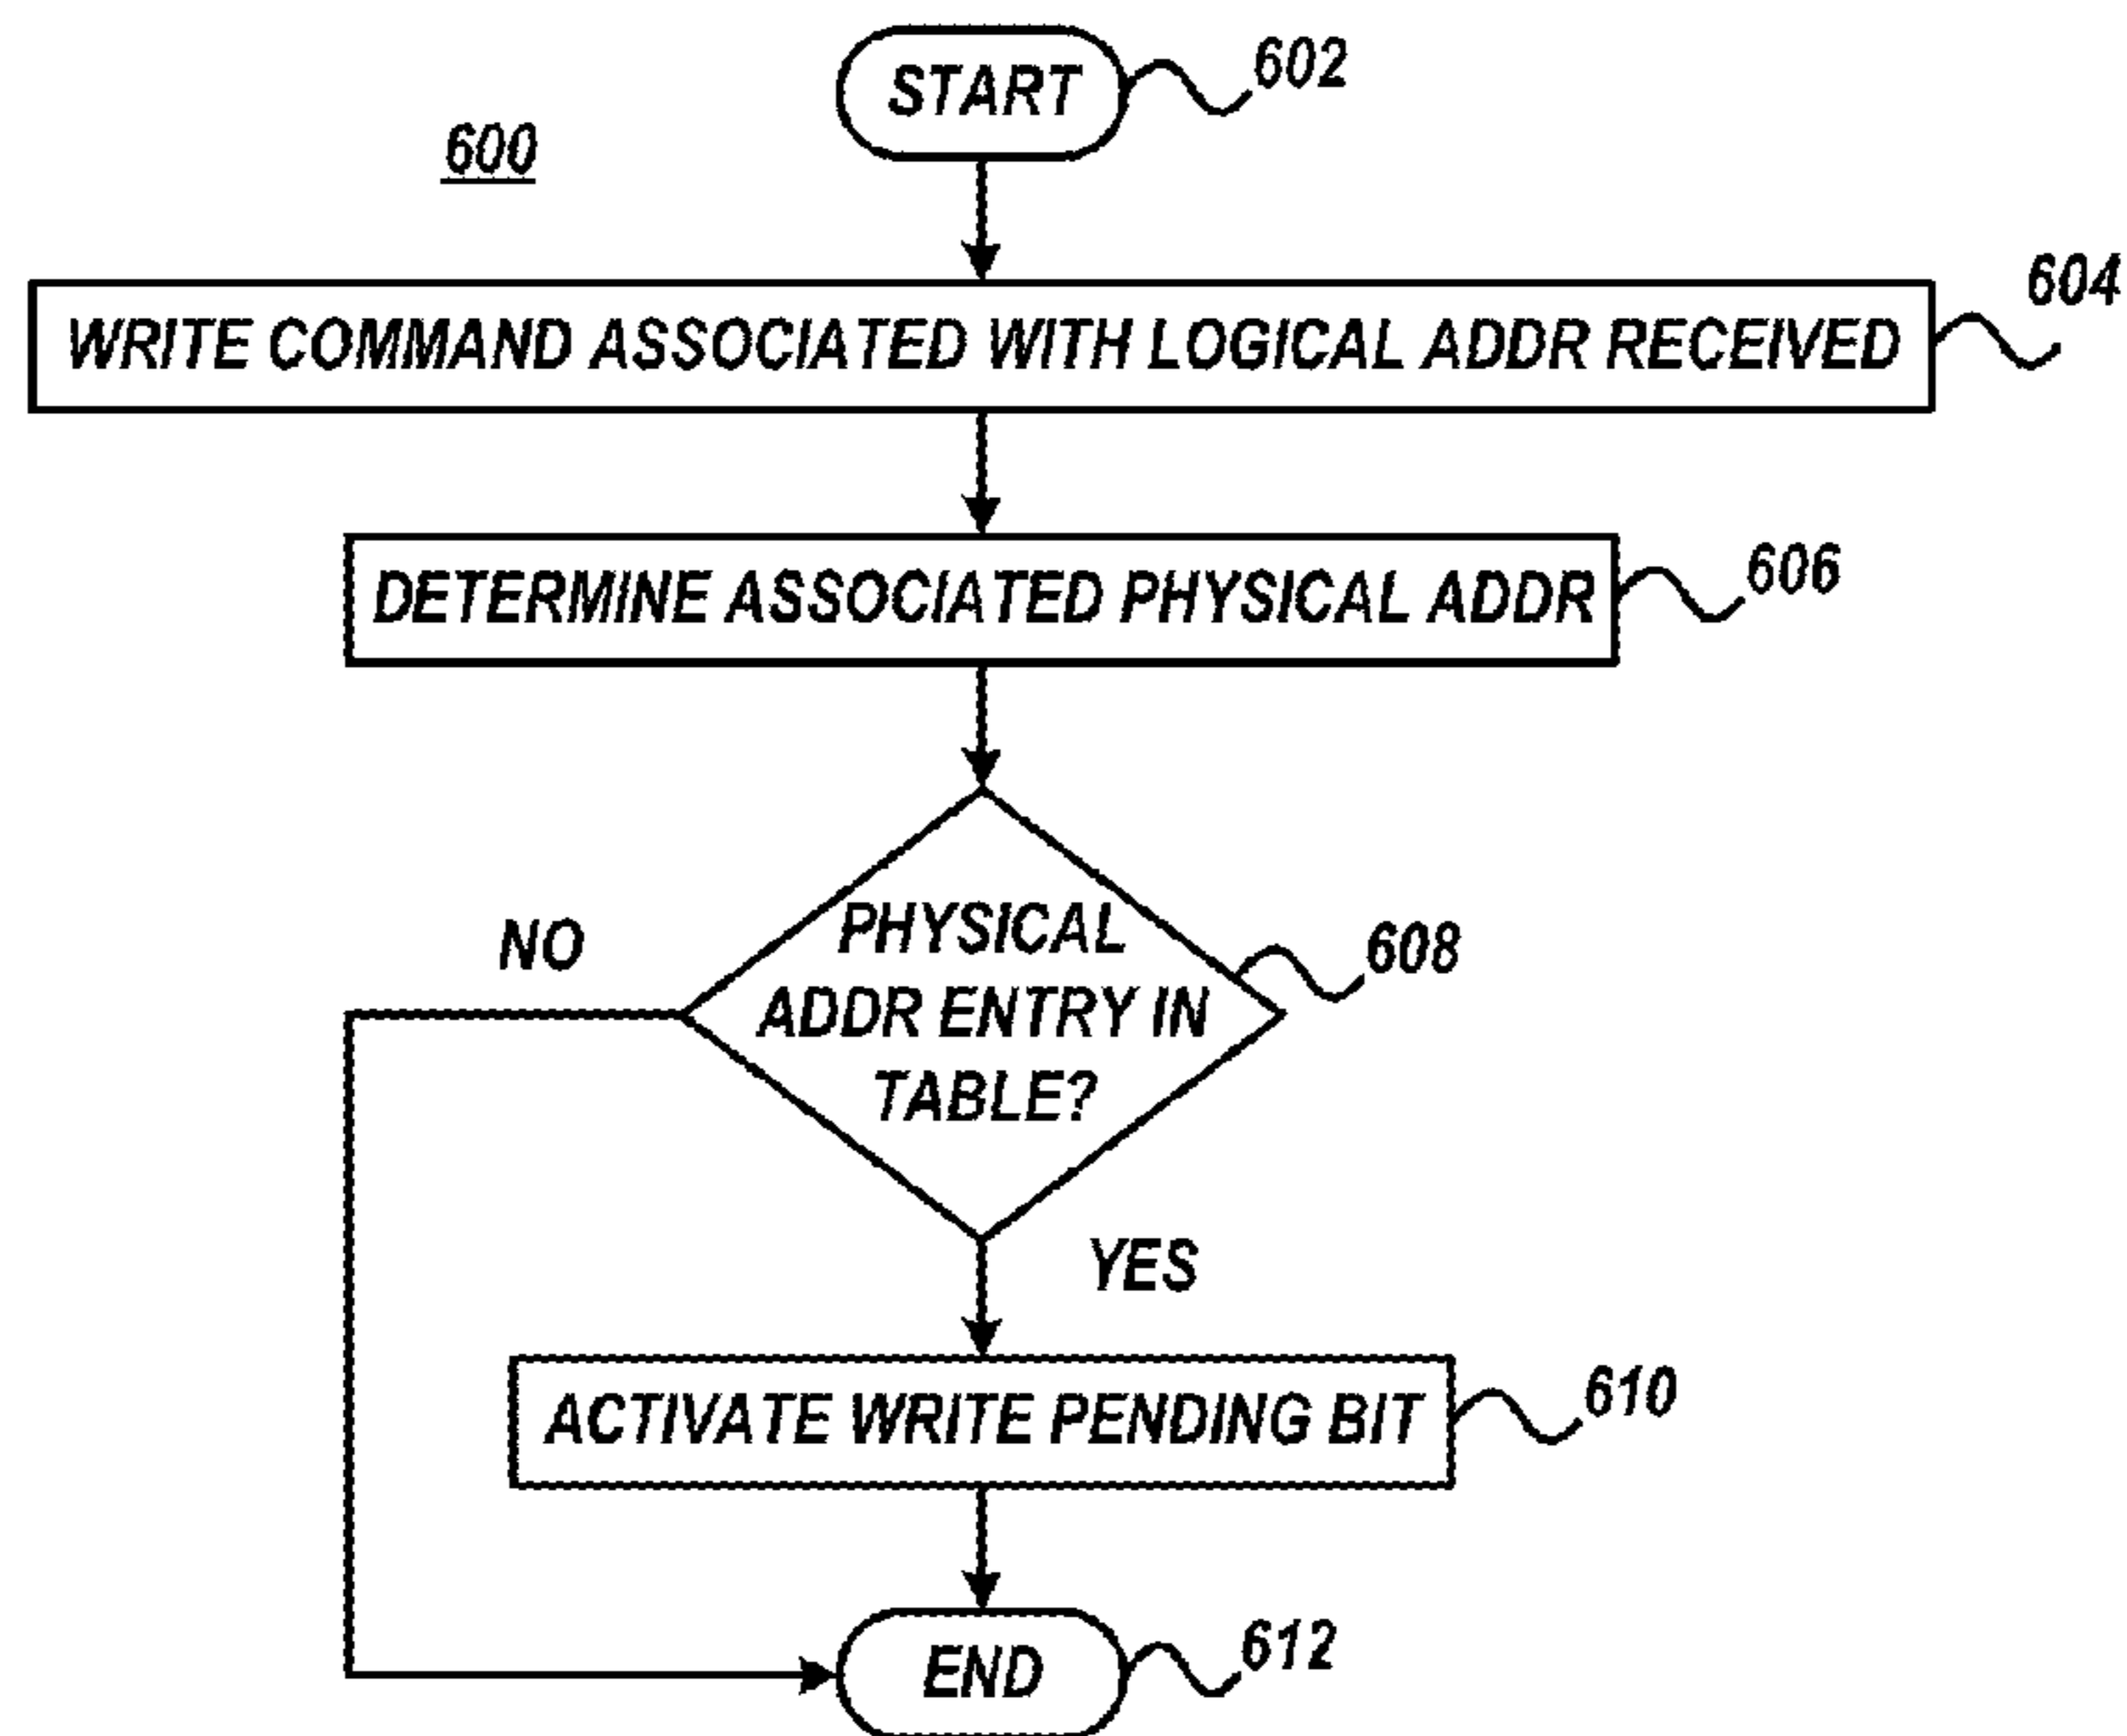 START
602
600
604
WRITE COMMAND ASSOCIATED WITH LOGICAL ADDR RECEIVED
DETERMINE ASSOCIATED PHYSICAL ADDR
606
NO
PHYSICAL
ADDR ENTRY IN
TABLE?
608
YES
ACTIVATE WRITE PENDING BIT
610
END
612